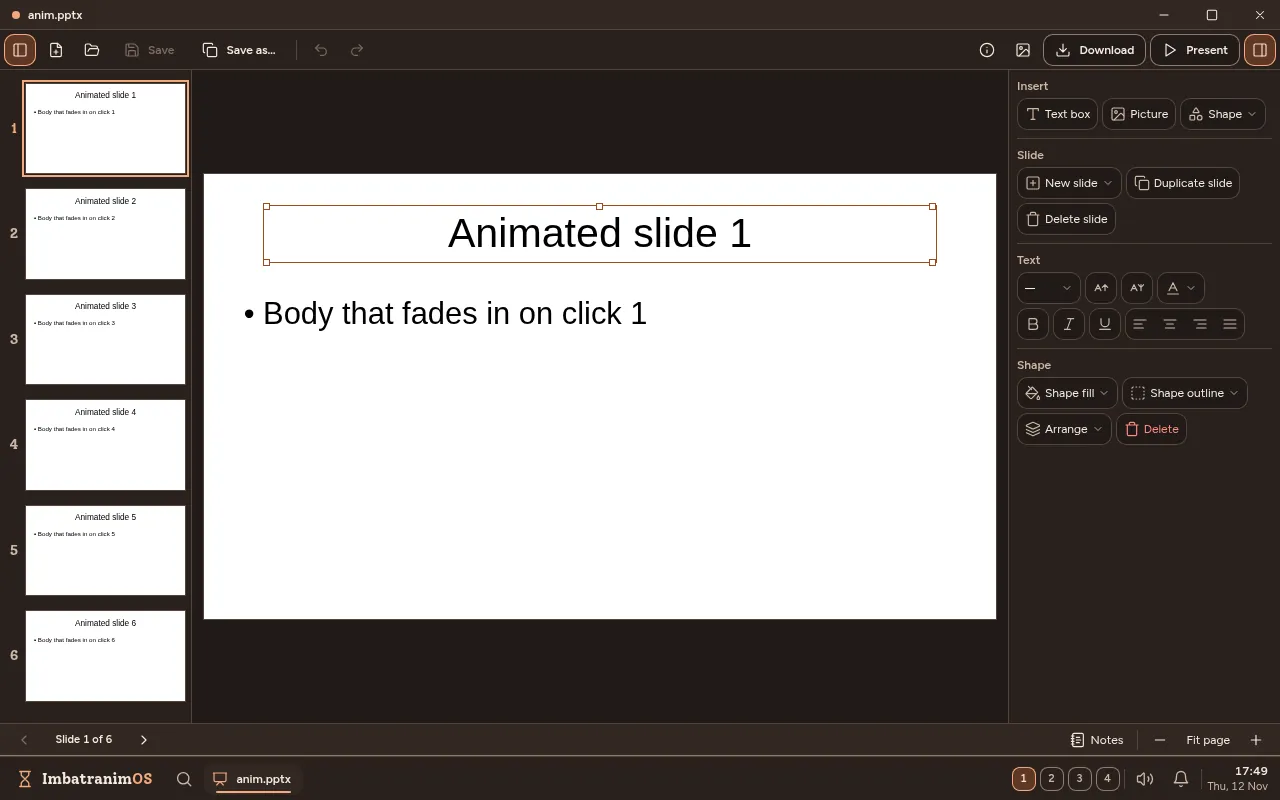 anim.pptx
Save
Save as...
Download
Present
1
Animated slide 1
• Body that fades in on click 1
2
Animated slide 2
• Body that fades in on click 2
3
Animated slide 3
• Body that fades in on click 3
4
Animated slide 4
• Body that fades in on click 4
5
Animated slide 5
• Body that fades in on click 5
6
Animated slide 6
• Body that fades in on click 6
Animated slide 1
• Body that fades in on click 1
Insert
Text box
Picture
Shape
Slide
New slide
Duplicate slide
Delete slide
Text
Shape
Shape fill
Shape outline
Arrange
Delete
Slide 1 of 6
Notes
Fit page
ImbatranimOS
anim.pptx
1
2
3
4
17:49
Thu, 12 Nov